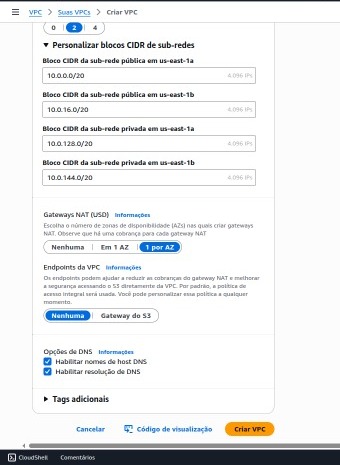 VPC > Suas VPCs > Criar VPC
0 2 4
Personalizar blocos CIDR de sub-redes
Bloco CIDR da sub-rede pública em us-east-1a
10.0.0.0/20 4.096 IPs
Bloco CIDR da sub-rede pública em us-east-1b
10.0.16.0/20 4.096 IPs
Bloco CIDR da sub-rede privada em us-east-1a
10.0.128.0/20 4.096 IPs
Bloco CIDR da sub-rede privada em us-east-1b
10.0.144.0/20 4.096 IPs
Gateways NAT (USD) Informações
Escolha o número de zonas de disponibilidade (AZs) nas quais criar gateways
NAT. Observe que há uma cobrança para cada gateway NAT
Nenhuma Em 1 AZ 1 por AZ
Endpoints da VPC Informações
Os endpoints podem ajudar a reduzir as cobranças do gateway NAT e melhorar
a segurança acessando o S3 diretamente da VPC. Por padrão, a política de
acesso integral será usada. Você pode personalizar essa política a qualquer
momento.
Nenhuma Gateway do S3
Opções de DNS Informações
Habilitar nomes de host DNS
Habilitar resolução de DNS
Tags adicionais
Cancelar Código de visualização Criar VPC
CloudShell Comentários